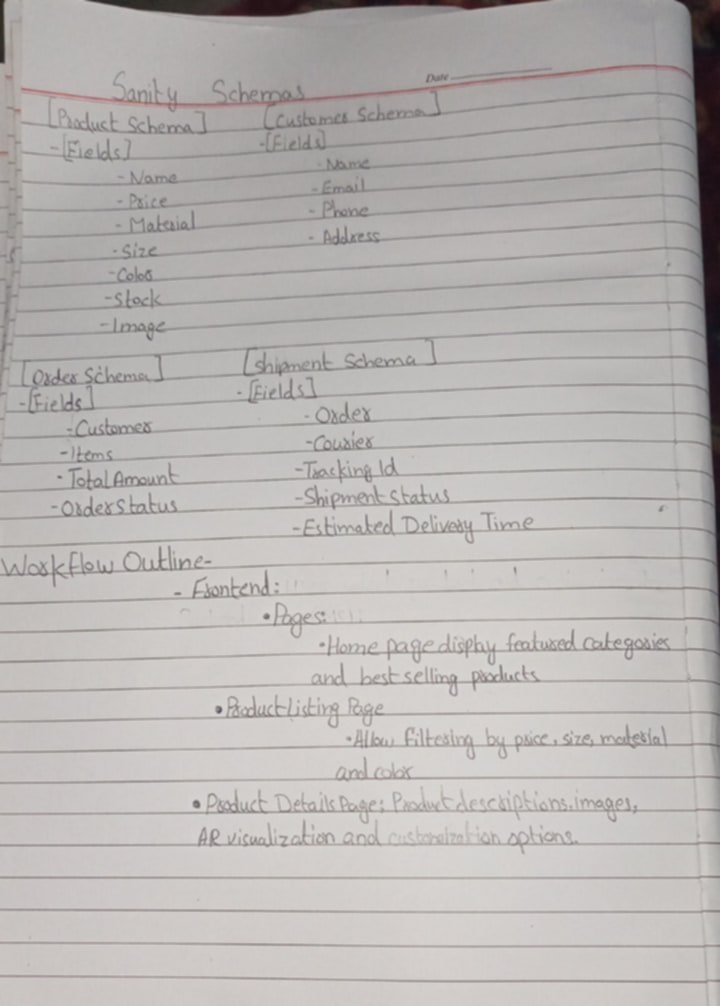 Date
Sanity Schemas
[Product Schema] [Customer Schema]
-[Fields] -[Fields]
- Name - Name
- Price - Email
- Material - Phone
- Size - Address
- Color
- Stock
- Image
[Order Schema] [Shipment Schema]
-[Fields] - [Fields]
- Customer - Order
- Items - Courier
- Total Amount - Tracking Id
- Order Status - Shipment Status
- Estimated Delivery Time
Workflow Outline-
- Frontend:
• Pages:
• Home page display featured categories
and best selling products
• Product Listing Page
• Allow filtering by price, size, material
and color
• Product Details Page: Product descriptions, images,
AR visualization and options.